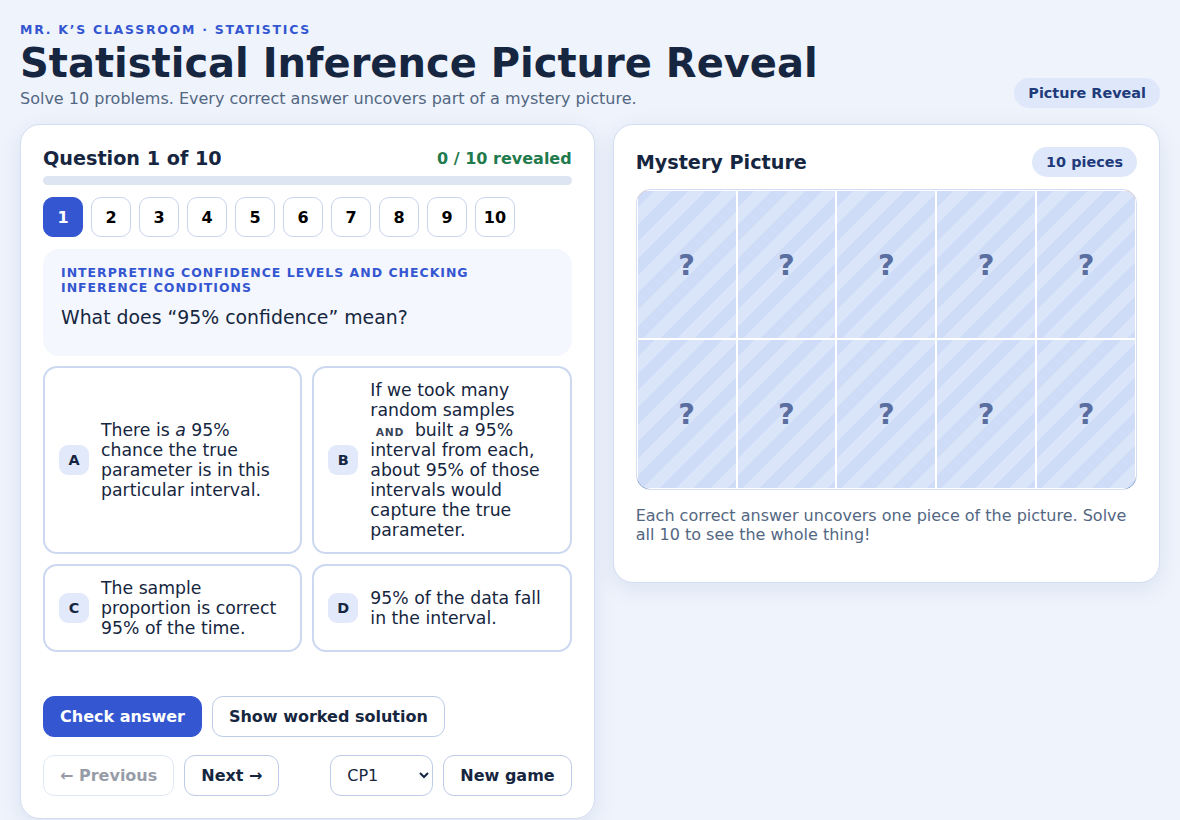 MR. K'S CLASSROOM · STATISTICS
Statistical Inference Picture Reveal
Solve 10 problems. Every correct answer uncovers part of a mystery picture.
Picture Reveal
Question 1 of 10
0 / 10 revealed
1 2 3 4 5 6 7 8 9 10
INTERPRETING CONFIDENCE LEVELS AND CHECKING
INFERENCE CONDITIONS
What does “95% confidence” mean?
A
There is a 95%
chance the true
parameter is in this
particular interval.
B
If we took many
random samples
AND built a 95%
interval from each,
about 95% of those
intervals would
capture the true
parameter.
C
The sample
proportion is correct
95% of the time.
D
95% of the data fall
in the interval.
Check answer
Show worked solution
← Previous
Next →
CP1
New game
Mystery Picture
10 pieces
? ? ? ? ?
? ? ? ? ?
Each correct answer uncovers one piece of the picture. Solve
all 10 to see the whole thing!